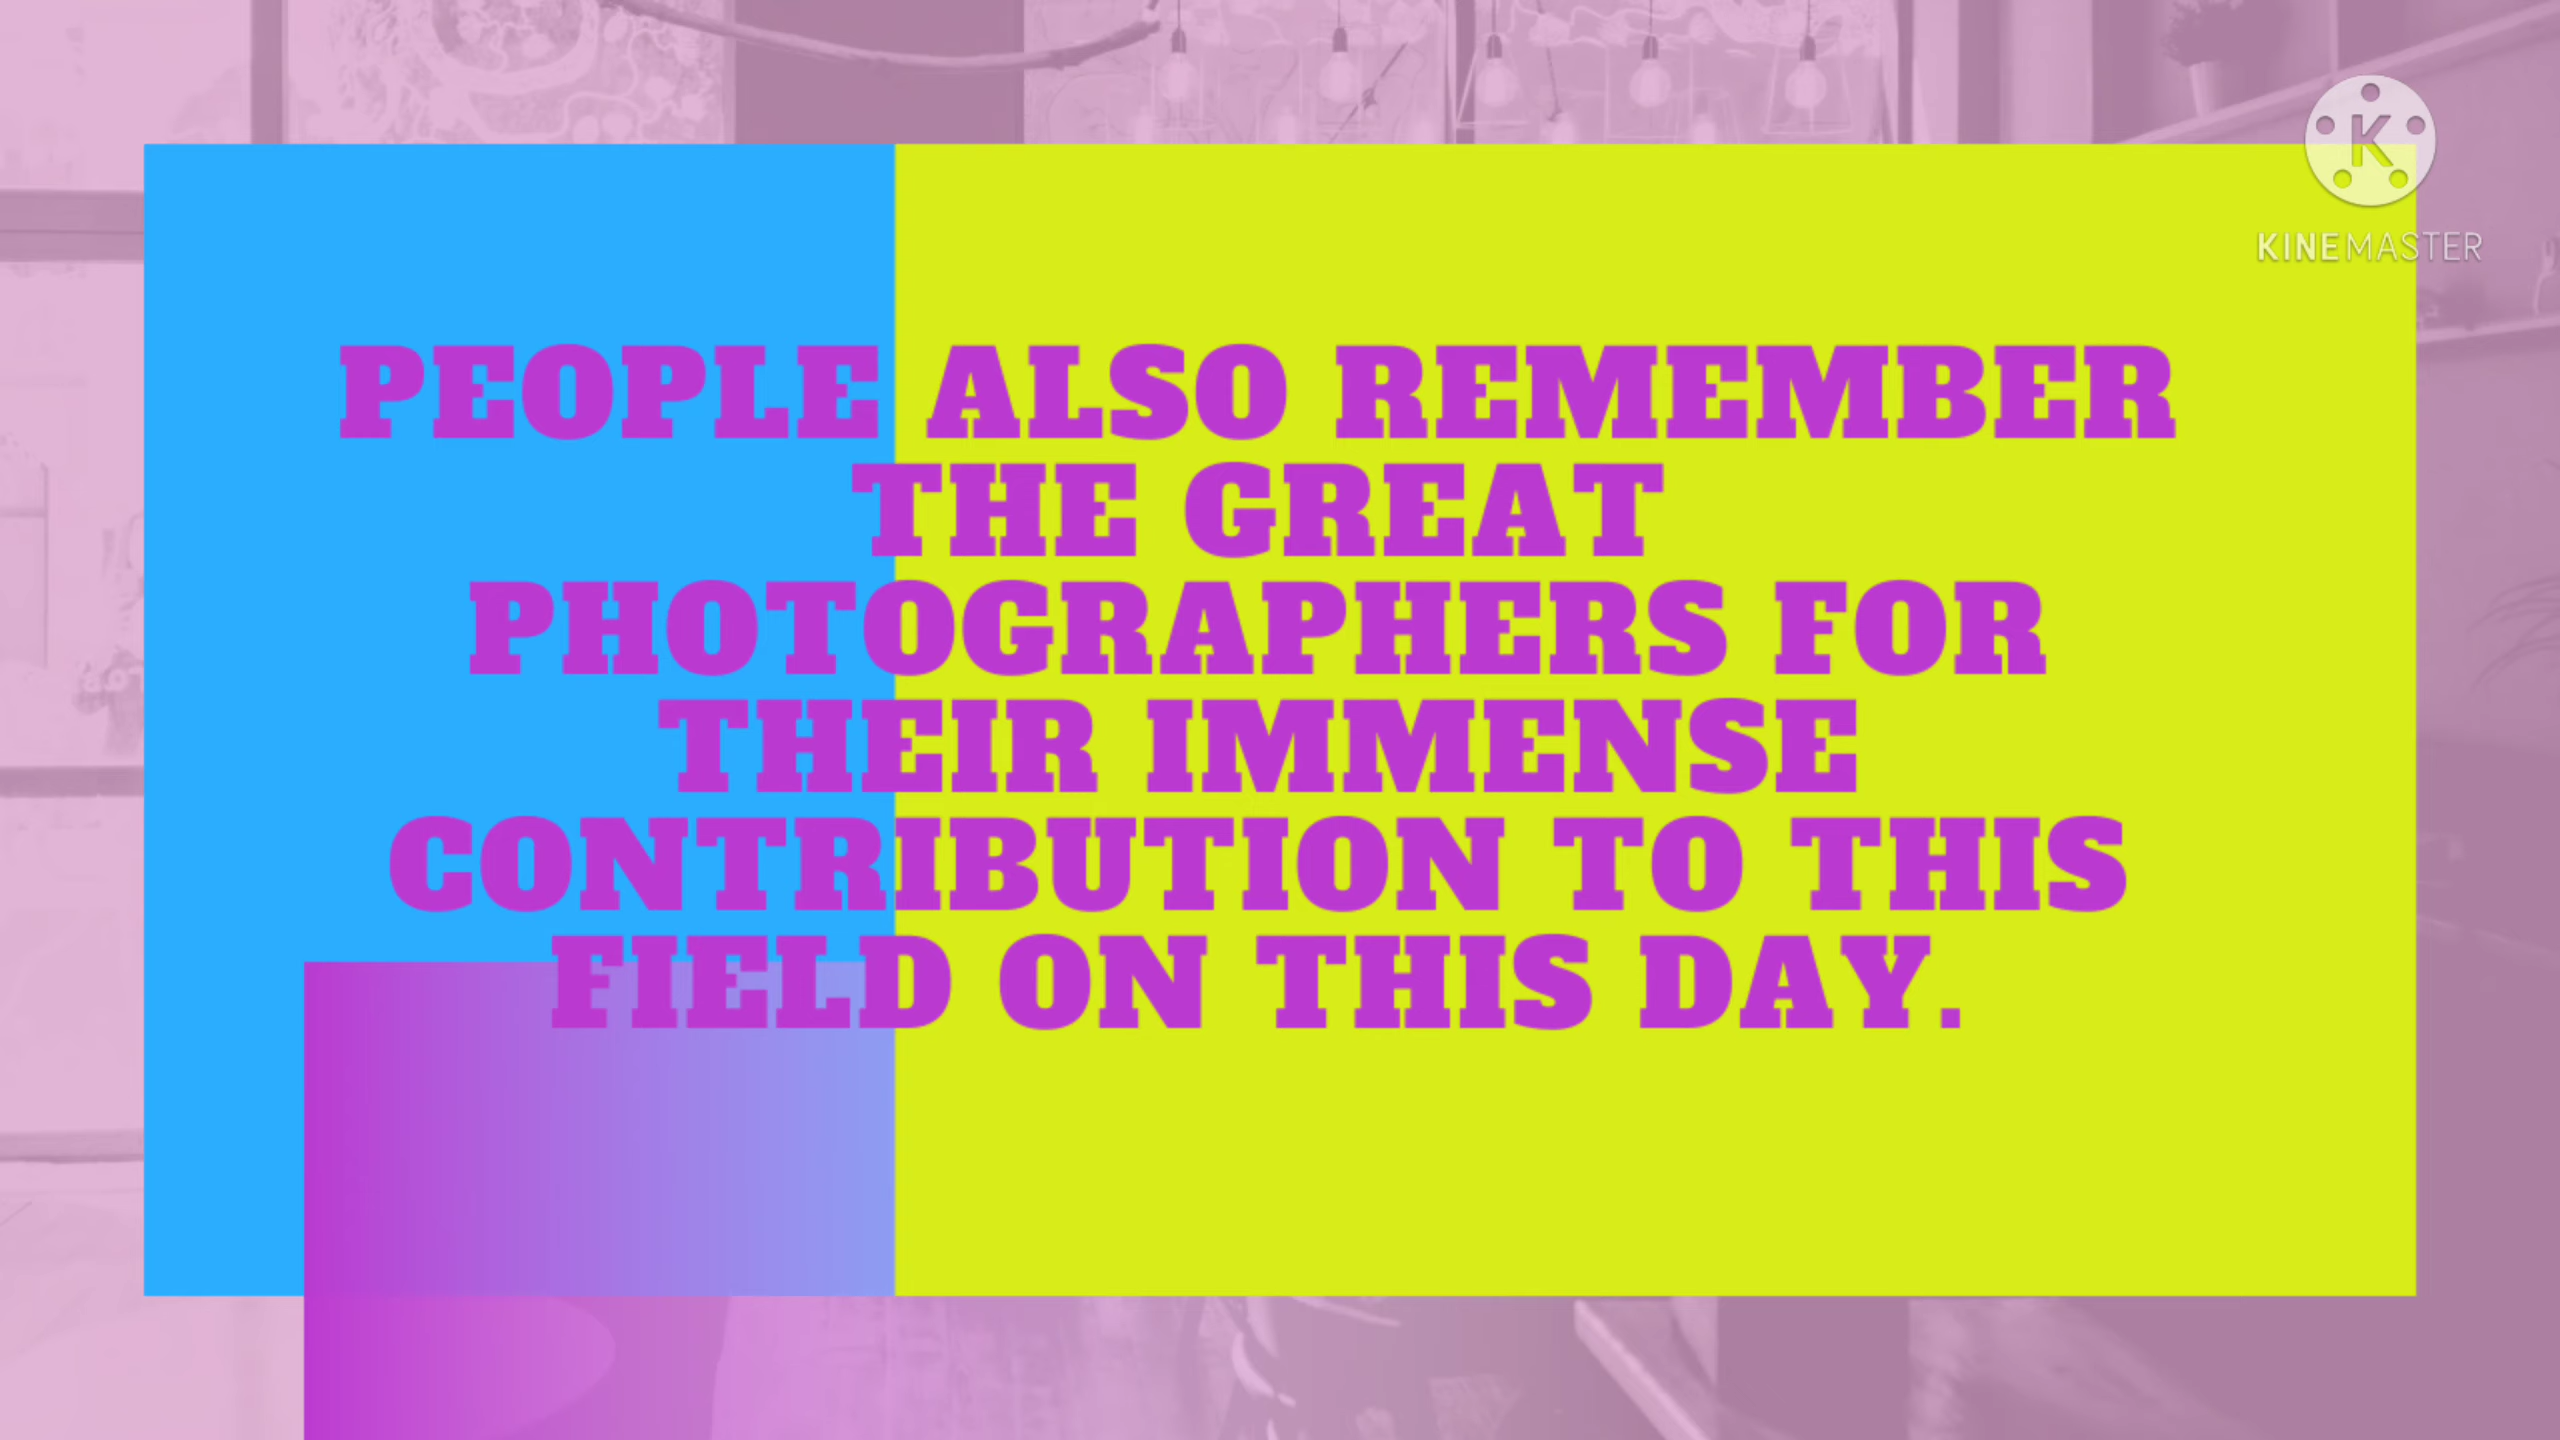 K
KINEMASTER
PEOPLE ALSO REMEMBER
THE GREAT
PHOTOGRAPHERS FOR
THEIR IMMENSE
CONTRIBUTION TO THIS
FIELD ON THIS DAY.